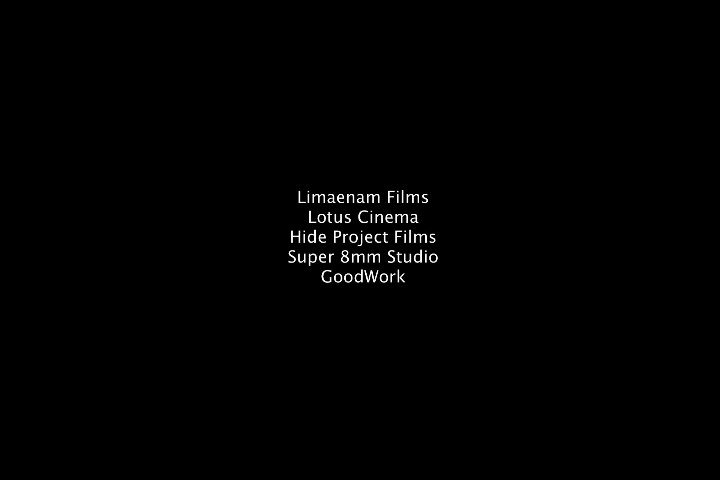 Limaenam Films
Lotus Cinema
Hide Project Films
Super 8mm Studio
GoodWork